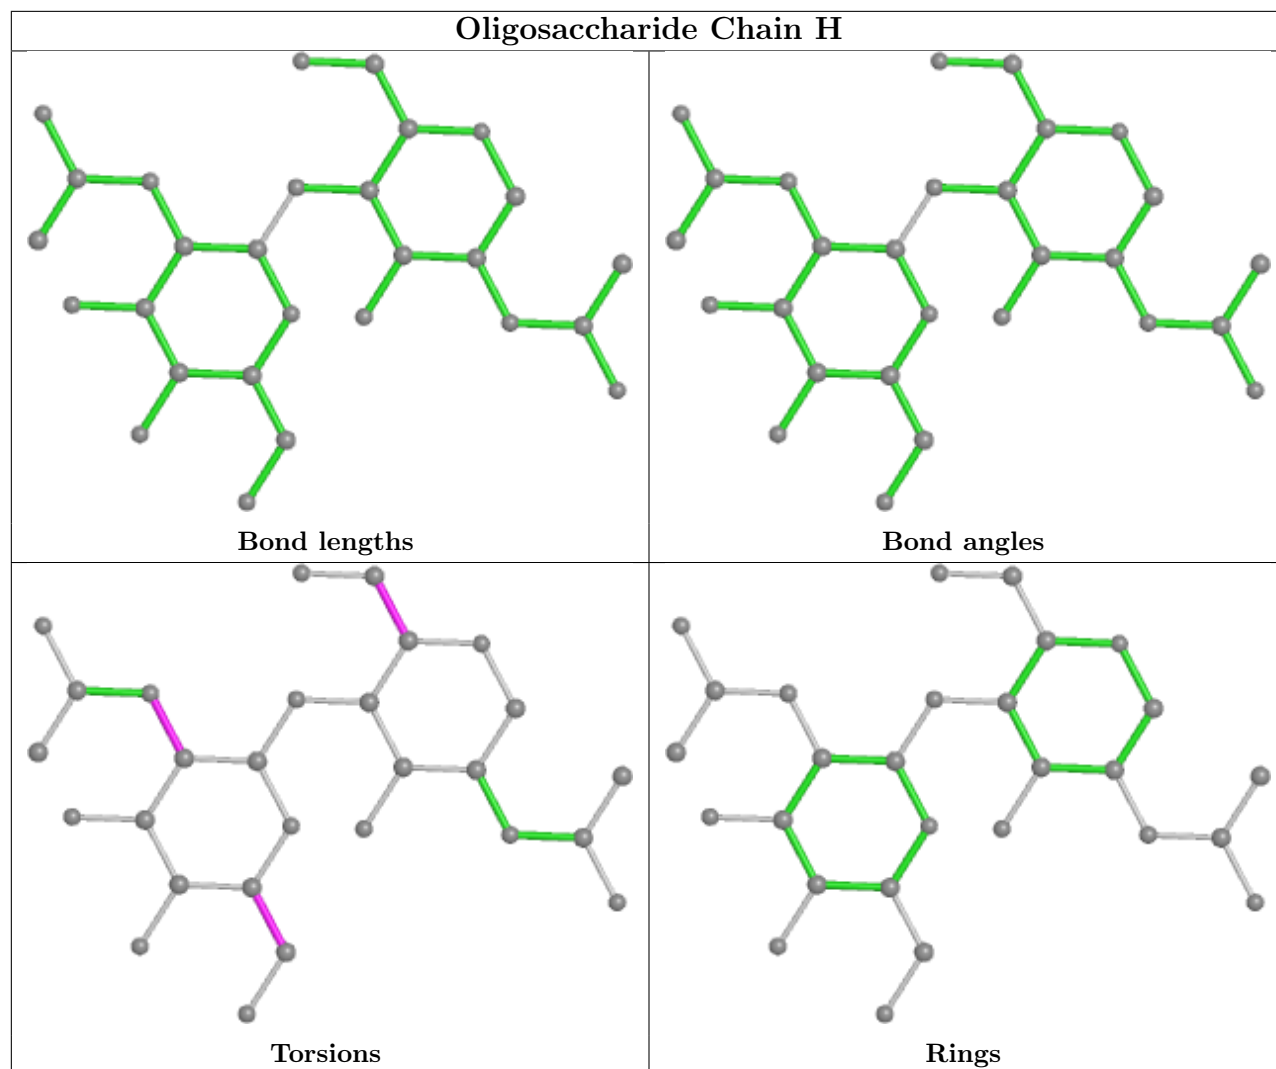 Oligosaccharide Chain H
Bond lengths
Bond angles
Torsions
Rings